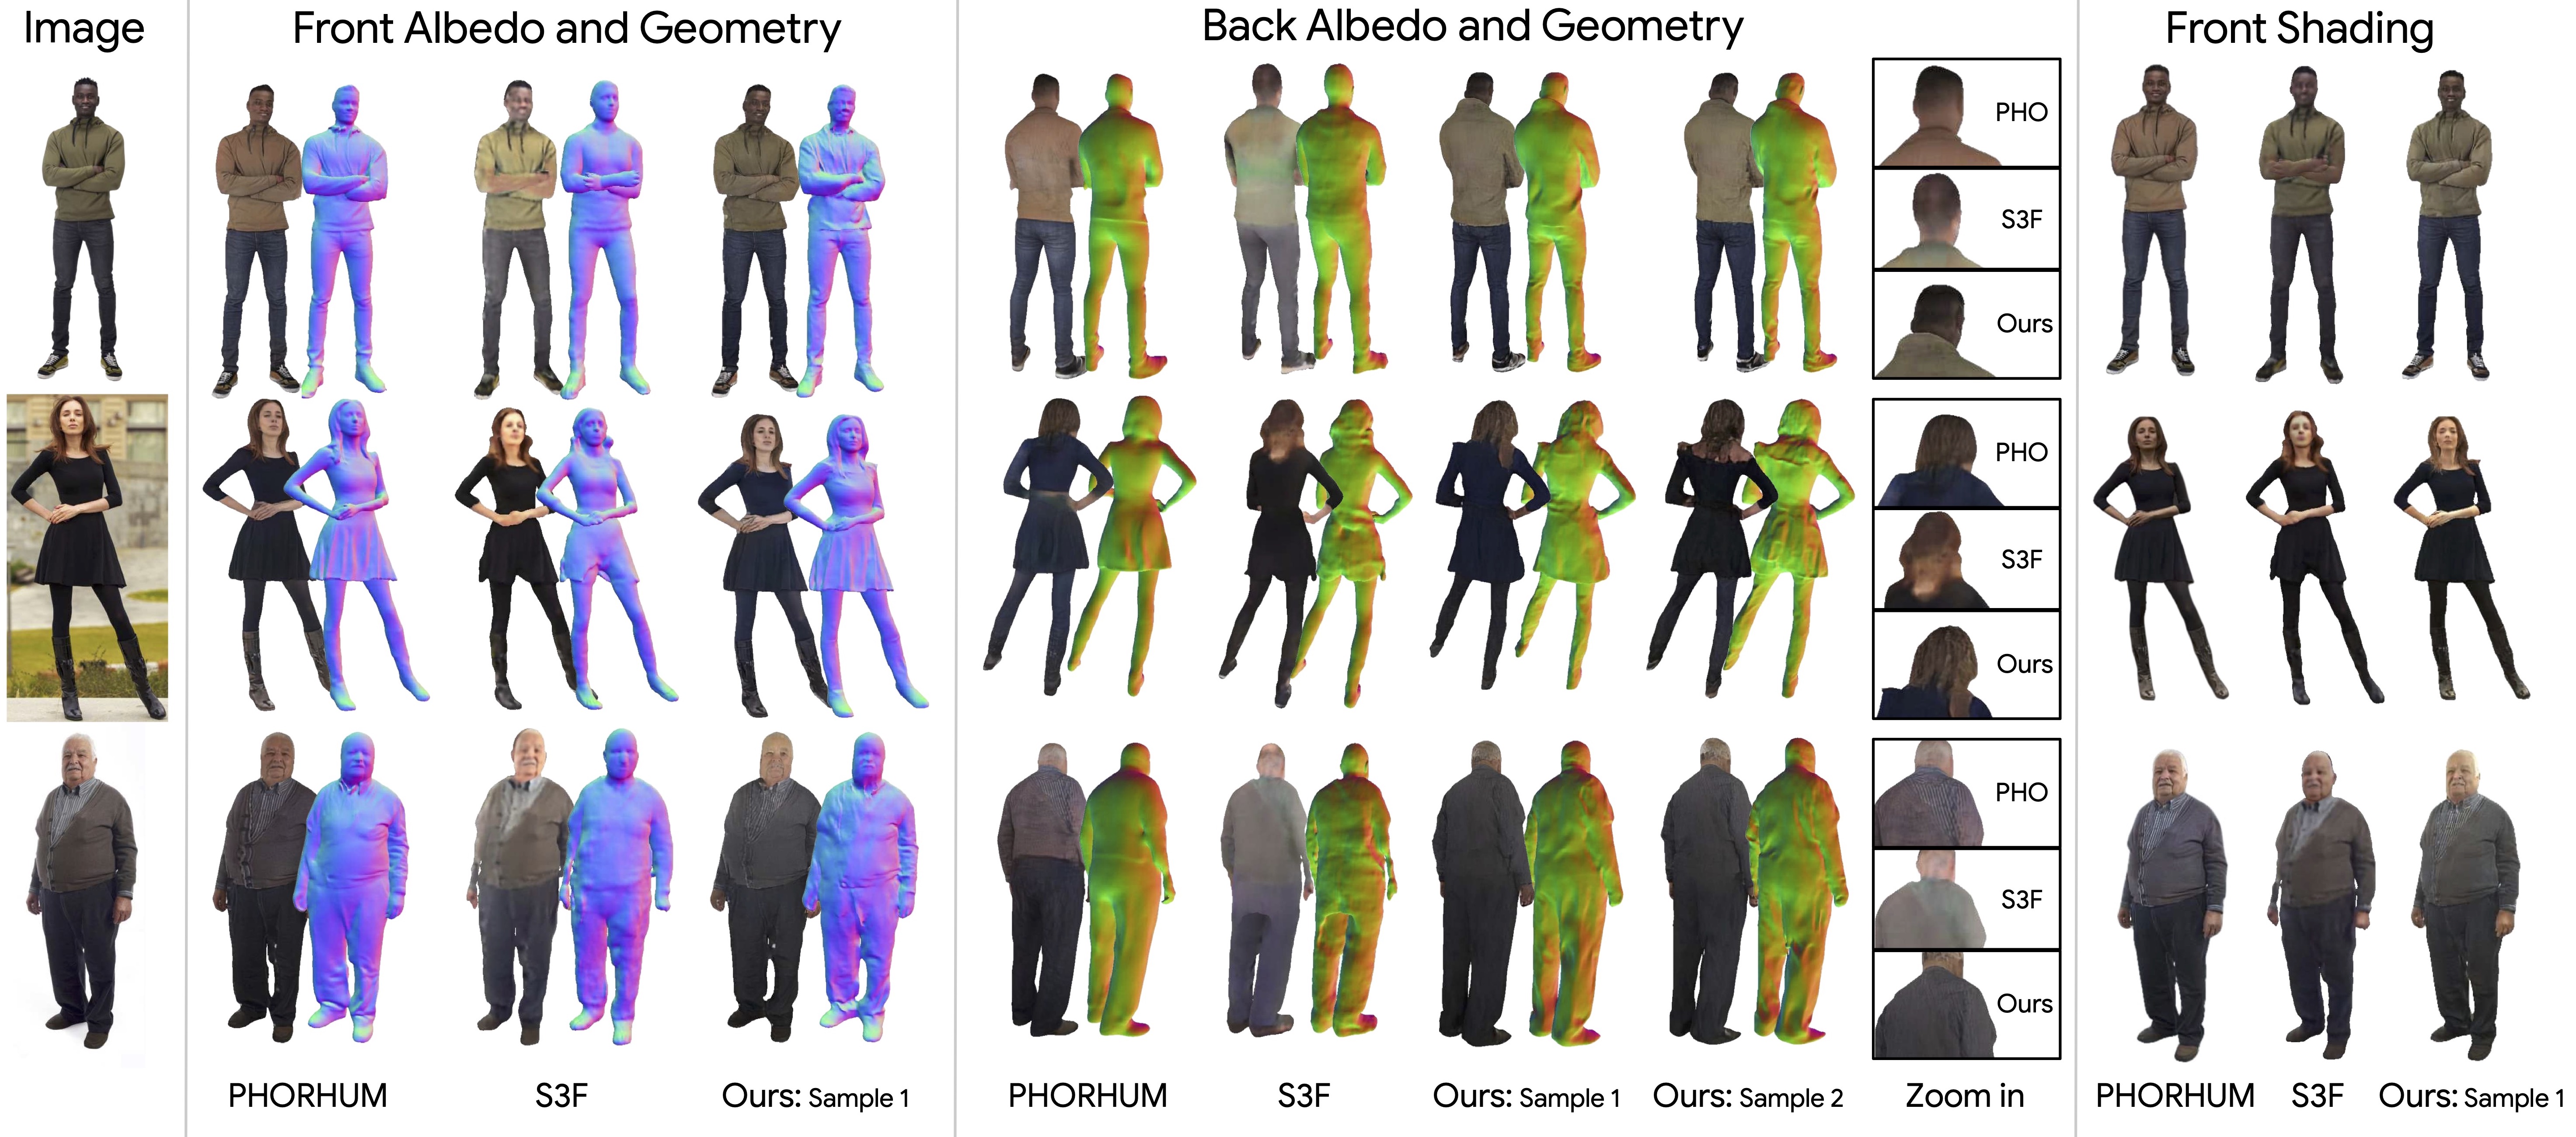 Image
Front Albedo and Geometry
Back Albedo and Geometry
Front Shading
PHO
S3F
Ours
PHO
S3F
Ours
PHO
S3F
Ours
PHORHUM
S3F
Ours: Sample 1
PHORHUM
S3F
Ours: Sample 1
Ours: Sample 2
Zoom in
PHORHUM
S3F
Ours: Sample 1